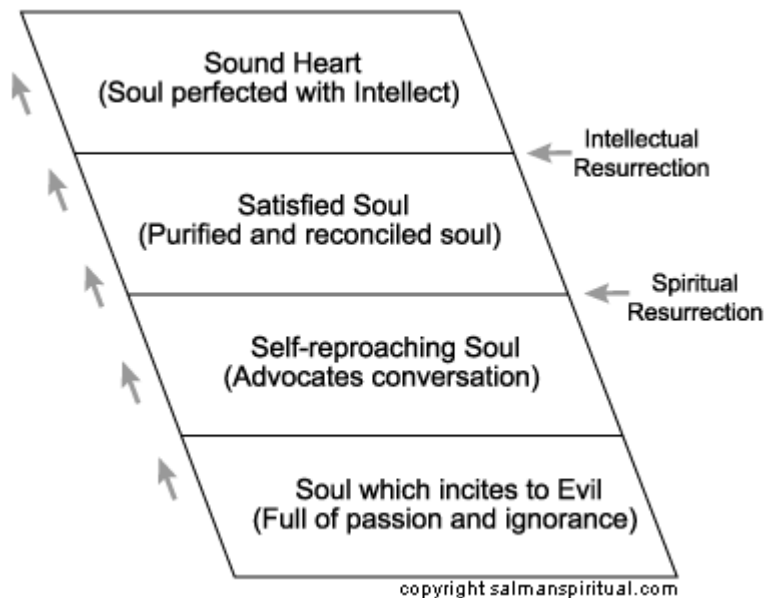 Sound Heart
(Soul perfected with Intellect)
Intellectual
Resurrection
Satisfied Soul
(Purified and reconciled soul)
Spiritual
Resurrection
Self-reproaching Soul
(Advocates conversation)
Soul which incites to Evil
(Full of passion and ignorance)
copyright salmanspiritual.com